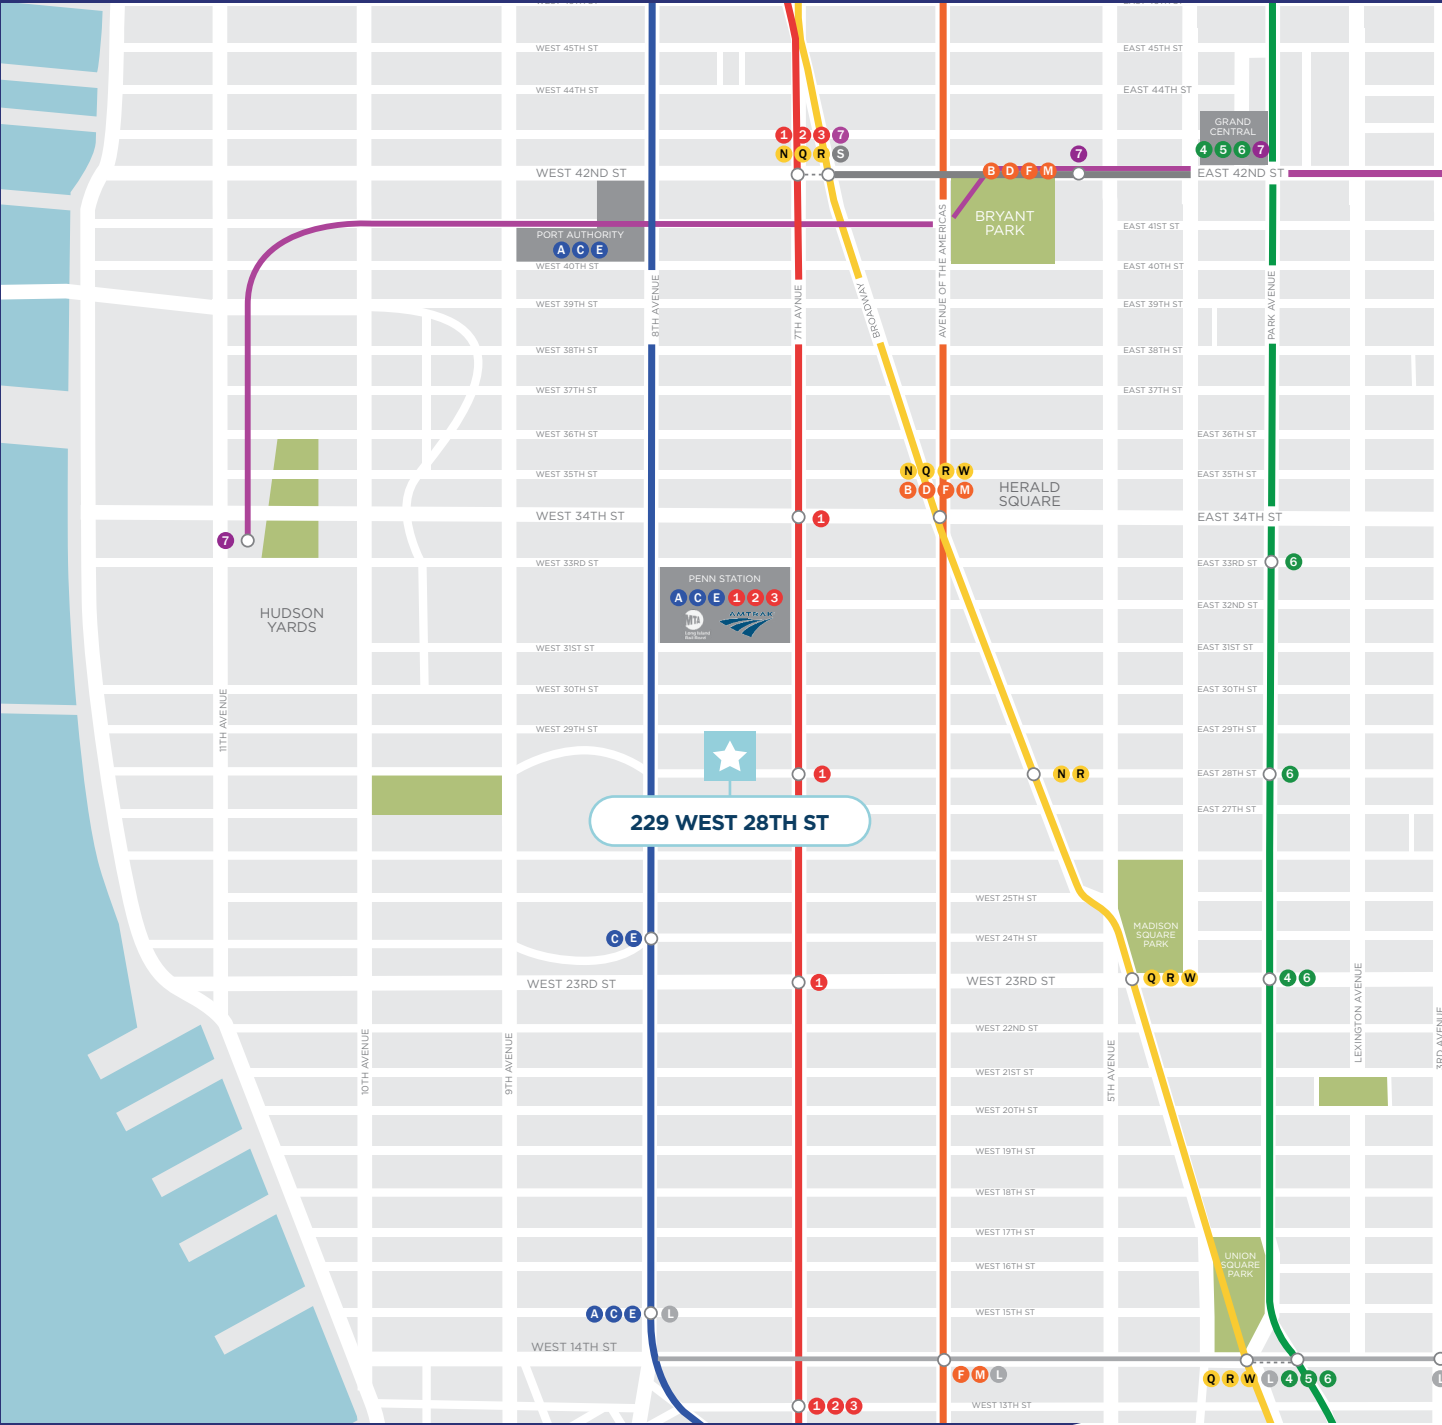 WEST 45TH ST
EAST 45TH ST
WEST 44TH ST
EAST 44TH ST
GRAND
CENTRAL
4 5 6 7
1 2 3 7
N Q R S
7
B D F M
WEST 42ND ST
EAST 42ND ST
BRYANT
PARK
PORT AUTHORITY
A C E
EAST 41ST ST
WEST 40TH ST
EAST 40TH ST
8TH AVENUE
7TH AVNUE
BROADWAY
AVENUE OF THE AMERICAS
PARK AVENUE
WEST 39TH ST
EAST 39TH ST
WEST 38TH ST
EAST 38TH ST
WEST 37TH ST
EAST 37TH ST
WEST 36TH ST
EAST 36TH ST
WEST 35TH ST
EAST 35TH ST
N Q R W
B D F M
HERALD
SQUARE
WEST 34TH ST
1
EAST 34TH ST
7
WEST 33RD ST
EAST 33RD ST
6
PENN STATION
A C E 1 2 3
MTA
Long Island
Rail Road
AMTRAK
HUDSON
YARDS
EAST 32ND ST
WEST 31ST ST
EAST 31ST ST
WEST 30TH ST
EAST 30TH ST
11TH AVENUE
WEST 29TH ST
EAST 29TH ST
1
N R
EAST 28TH ST
6
229 WEST 28TH ST
EAST 27TH ST
WEST 25TH ST
MADISON
SQUARE
PARK
C E
WEST 24TH ST
WEST 23RD ST
1
WEST 23RD ST
Q R W
4 6
10TH AVENUE
9TH AVENUE
5TH AVENUE
LEXINGTON AVENUE
3RD AVENUE
WEST 22ND ST
WEST 21ST ST
WEST 20TH ST
WEST 19TH ST
WEST 18TH ST
WEST 17TH ST
UNION
SQUARE
PARK
WEST 16TH ST
A C E L
WEST 15TH ST
WEST 14TH ST
F M L
Q R W L 4 5 6
L
1 2 3
WEST 13TH ST